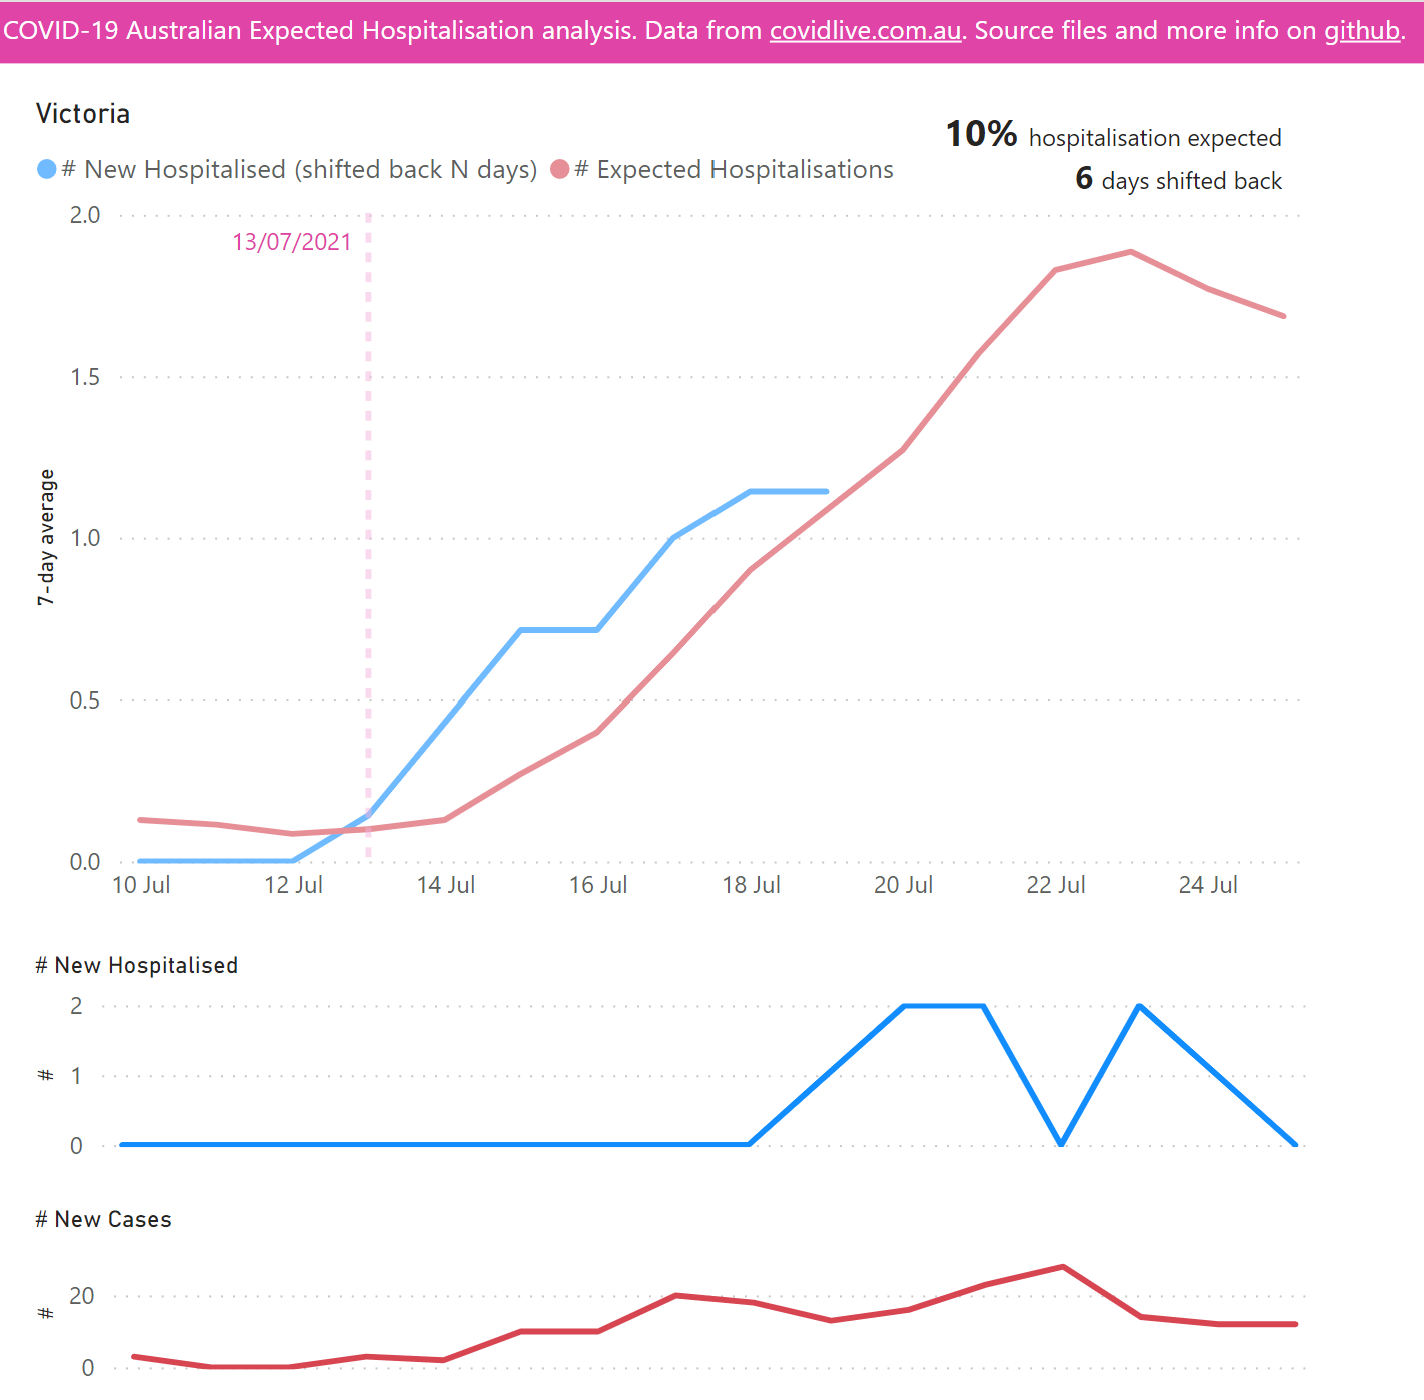 COVID-19 Australian Expected Hospitalisation analysis. Data from covidlive.com.au. Source files and more info on github.
Victoria
10% hospitalisation expected
# New Hospitalised (shifted back N days) # Expected Hospitalisations
6 days shifted back
2.0
13/07/2021
1.5
7-day average
1.0
0.5
0.0
10 Jul 12 Jul 14 Jul 16 Jul 18 Jul 20 Jul 22 Jul 24 Jul
# New Hospitalised
2
# 1
0
# New Cases
20
#
0